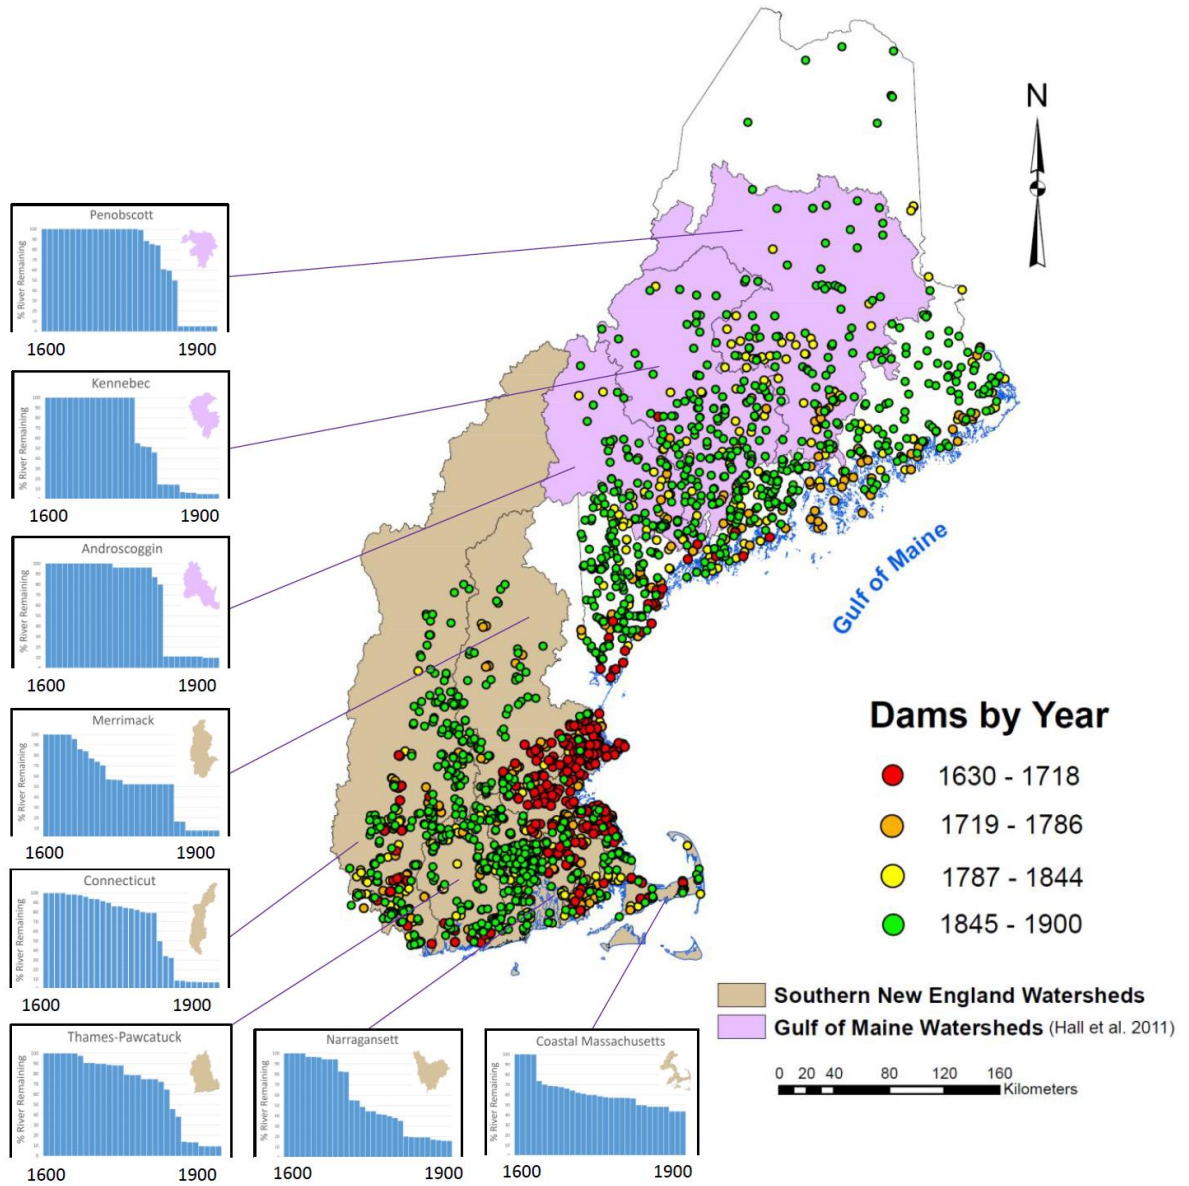 N
Penobscott
% River Remaining
1600
1900
Kennebec
% River Remaining
1600
1900
Androscoggin
% River Remaining
1600
1900
Merrimack
% River Remaining
1600
1900
Connecticut
% River Remaining
1600
1900
Thames-Pawcatuck
% River Remaining
1600
1900
Narragansett
% River Remaining
1600
1900
Coastal Massachusetts
% River Remaining
1600
1900
Gulf of Maine
Dams by Year
1630 - 1718
1719 - 1786
1787 - 1844
1845 - 1900
Southern New England Watersheds
Gulf of Maine Watersheds (Hall et al. 2011)
0 20 40 80 120 160
Kilometers